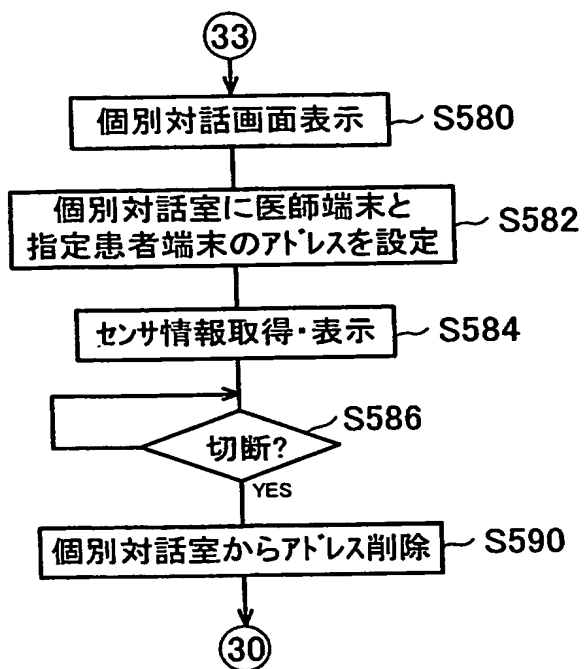 33
個別対話画面表示 S580
個別対話室に医師端末と
指定患者端末のアドレスを設定 S582
センサ情報取得・表示 S584
切断? S586
YES
個別対話室からアドレス削除 S590
30